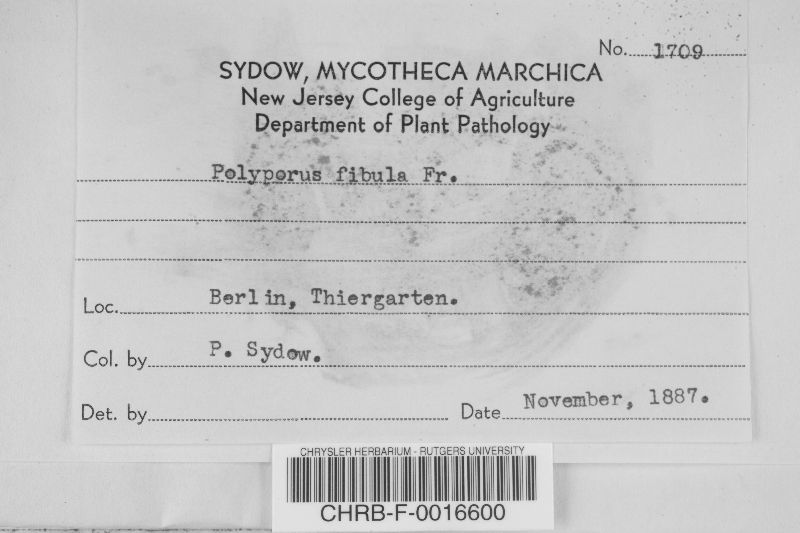 No. 1709
SYDOW, MYCOTHECA MARCHICA
New Jersey College of Agriculture
Department of Plant Pathology
Polyporus fibula Fr.
Loc. Berlin, Thiergarten.
Col. by P. Sydow.
Det. by Date November, 1887.
CHRYSLER HERBARIUM - RUTGERS UNIVERSITY
CHRB-F-0016600